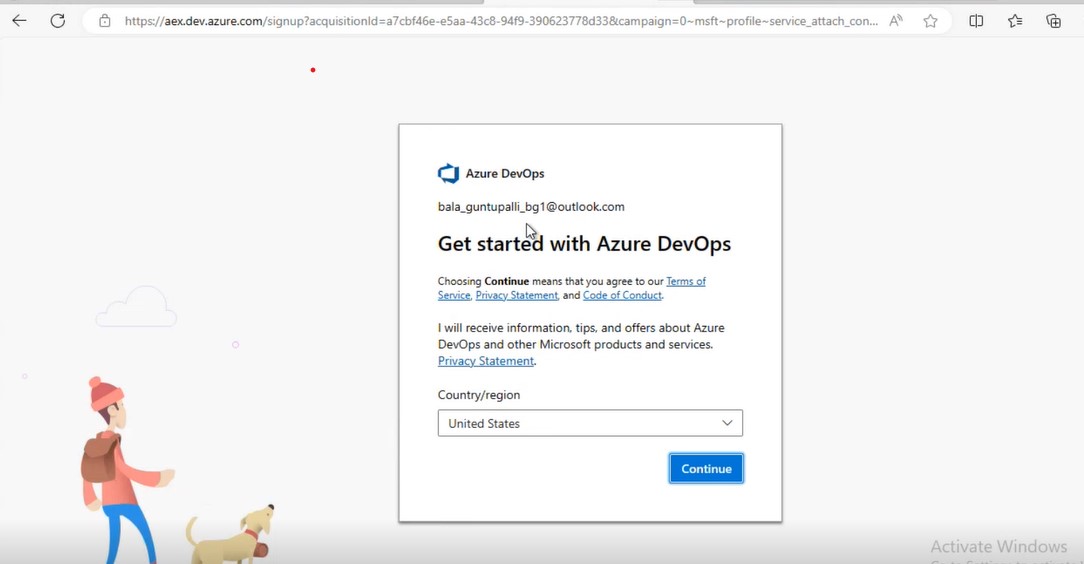 https://aex.dev.azure.com/signup?acquisitionId=a7cbf46e-e5aa-43c8-94f9-390623778d33&campaign=0~msft~profile~service_attach_con...
Azure DevOps
bala_guntupalli_bg1@outlook.com
Get started with Azure DevOps
Choosing Continue means that you agree to our Terms of
Service, Privacy Statement, and Code of Conduct.
I will receive information, tips, and offers about Azure
DevOps and other Microsoft products and services.
Privacy Statement.
Country/region
United States
Continue
Activate Windows